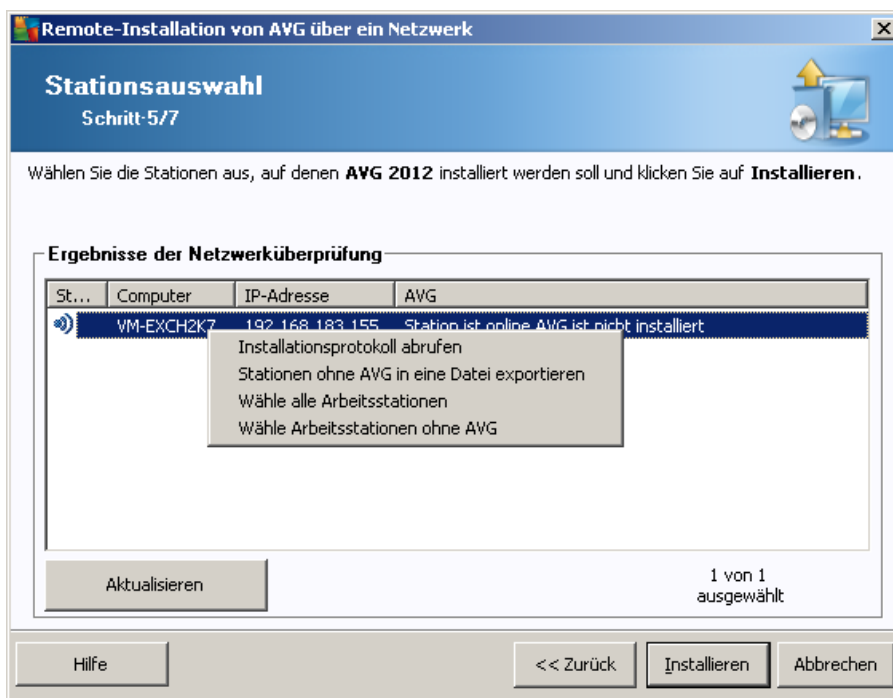 Remote-Installation von AVG über ein Netzwerk
Stationsauswahl
Schritt-5/7
Wählen Sie die Stationen aus, auf denen AVG 2012 installiert werden soll und klicken Sie auf Installieren.
Ergebnisse der Netzwerküberprüfung
St... Computer IP-Adresse AVG
VM-EXCH2K7 192.168.183.155 Station ist online AVG ist nicht installiert
Installationsprotokoll abrufen
Stationen ohne AVG in eine Datei exportieren
Wähle alle Arbeitsstationen
Wähle Arbeitsstationen ohne AVG
Aktualisieren
1 von 1
ausgewählt
Hilfe << Zurück Installieren Abbrechen